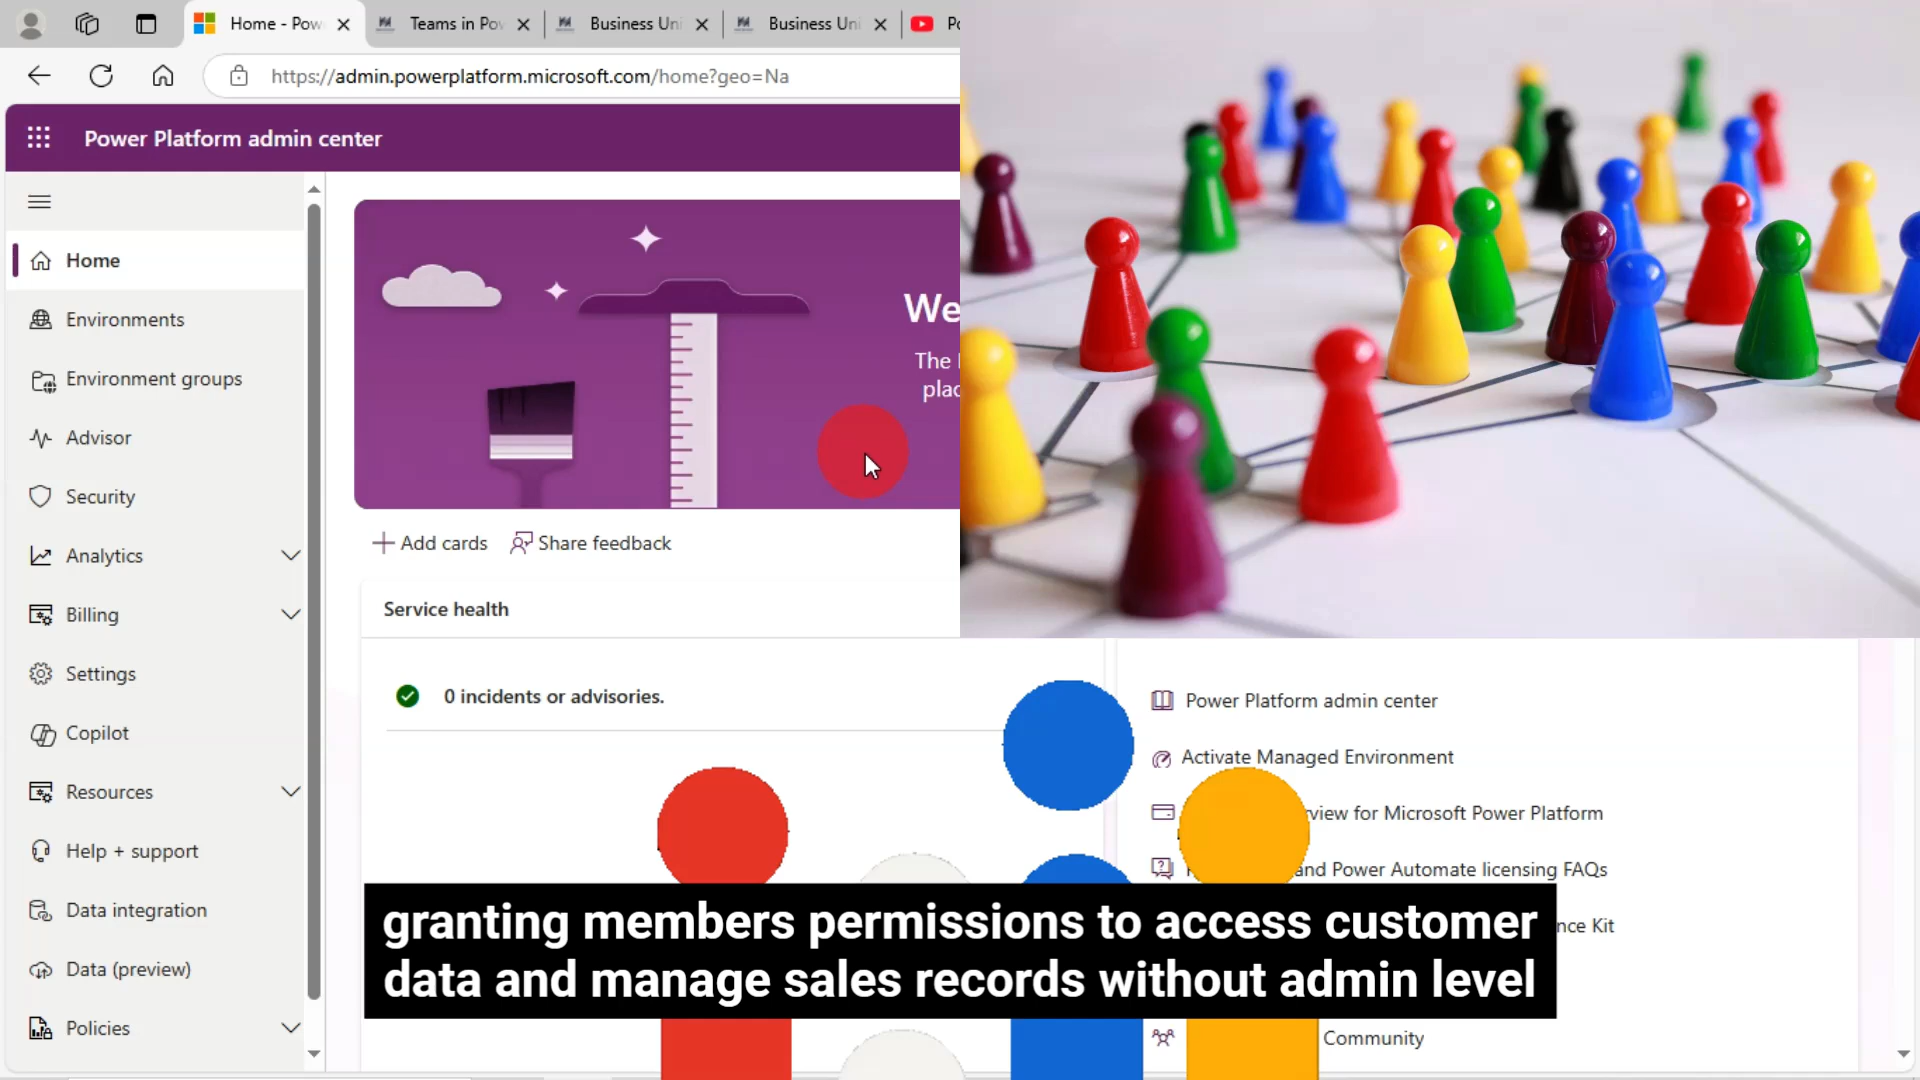 Home - Pow
Teams in Pov
Business Uni
Business Uni
https://admin.powerplatform.microsoft.com/home?geo=Na
Power Platform admin center
Home
Environments
Environment groups
Advisor
Security
Analytics
Billing
Settings
Copilot
Resources
Help + support
Data integration
Data (preview)
Policies
We
The
plac
Add cards
Share feedback
Service health
0 incidents or advisories.
Power Platform admin center
Activate Managed Environment
view for Microsoft Power Platform
and Power Automate licensing FAQs
nce Kit
Community
granting members permissions to access customer
data and manage sales records without admin level